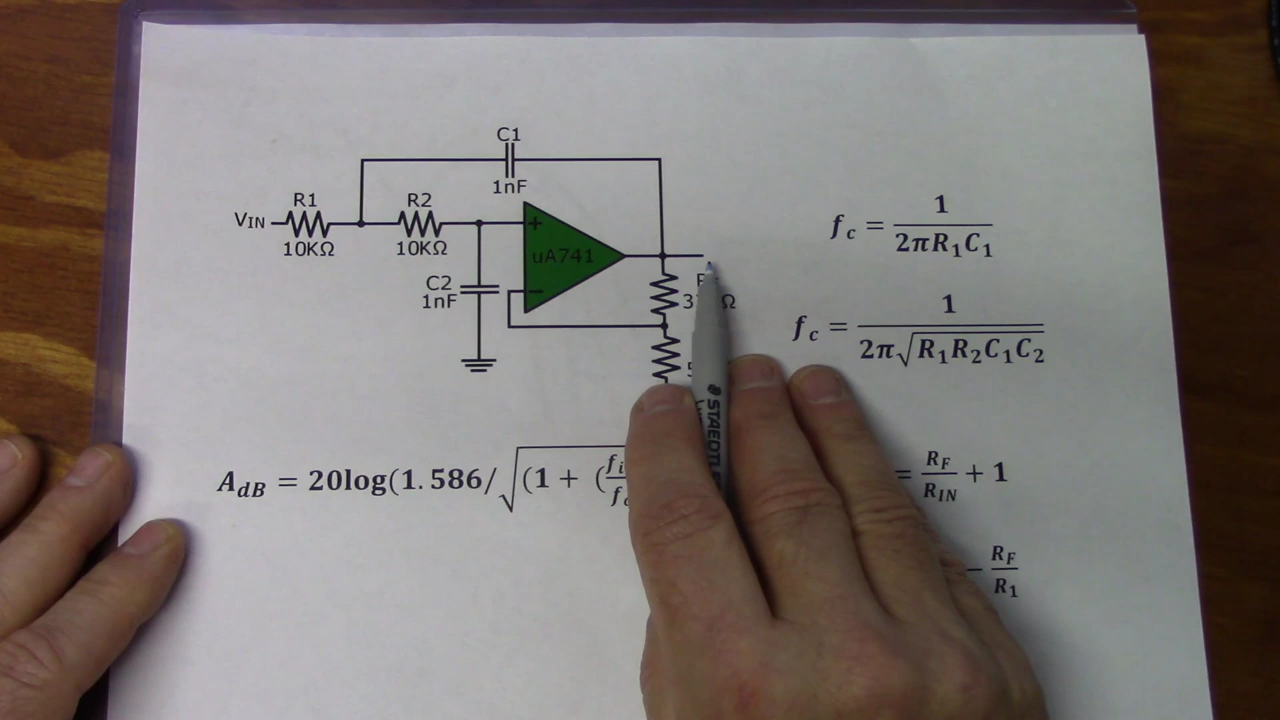 C1
1nF
R1
R2
VIN
10KΩ
10KΩ
+
uA741
−
C2
1nF
Ω
fc = 1 / 2πR1C1
fc = 1 / 2π√R1R2C1C2
AdB = 20log(1.586/√(1 + (
= RF / RIN + 1
− RF / R1
STAEDTLE